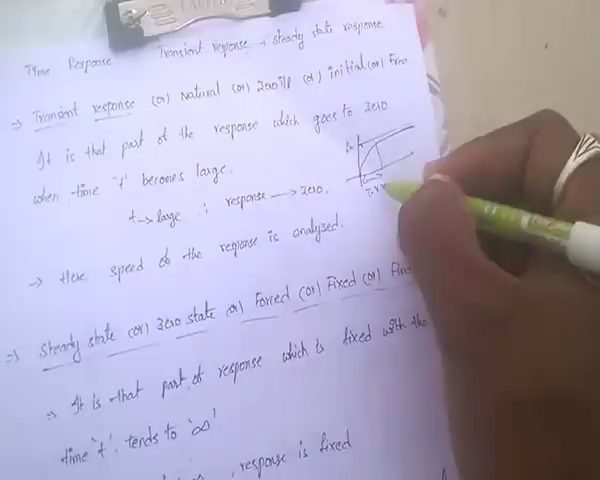 Time Response Transient response + steady state response
⇒ Transient response (or) Natural (or) Zero i/p (or) initial (or) Free
It is that part of the response which goes to zero
when time 't' becomes large.
t → large ; response → zero.
→ Here speed of the response is analysed.
⇒ Steady state (or) Zero state (or) Forced (or) Fixed (or)
⇒ It is that part of response which is fixed with the
time 't' tends to '∞'
response is fixed